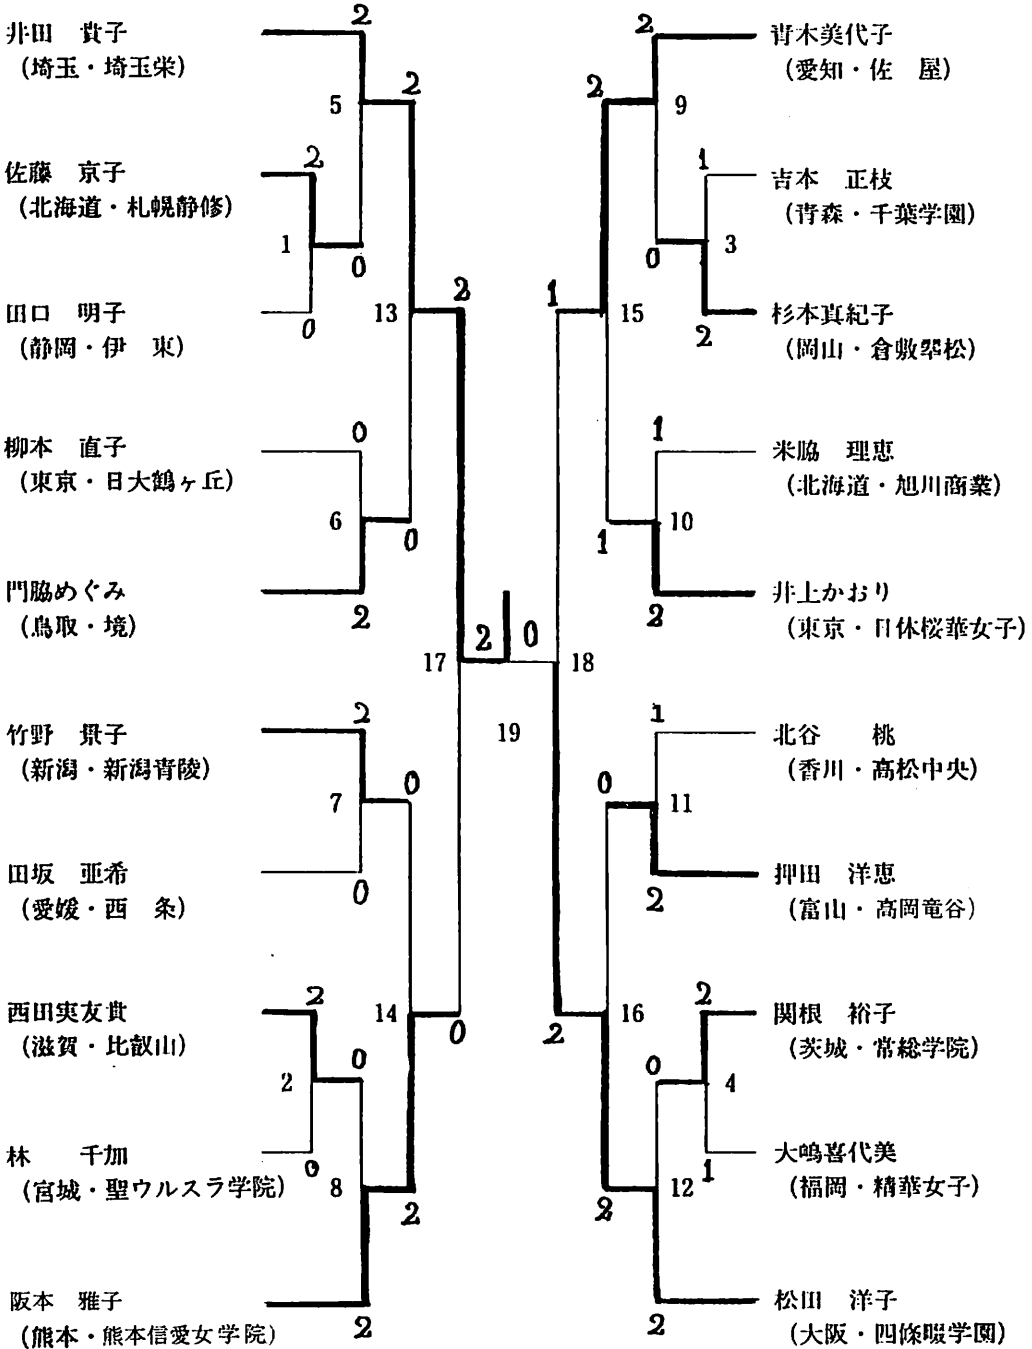 井田 貴子
(埼玉・埼玉栄)
佐藤 京子
(北海道・札幌静修)
田口 明子
(静岡・伊 東)
柳本 直子
(東京・日大鶴ヶ丘)
門脇めぐみ
(鳥取・境)
竹野 景子
(新潟・新潟青陵)
田坂 亜希
(愛媛・西 条)
西田実友貴
(滋賀・比叡山)
林 千加
(宮城・聖ウルスラ学院)
阪本 雅子
(熊本・熊本信愛女学院)
2
5
2
2
1
0
0
13
2
0
6
0
2
17
2
0
19
2
7
0
0
2
14
0
2
0
0
8
2
2
2
2
9
1
3
0
2
1
15
1
1
10
2
18
1
0
11
2
2
16
2
0
4
1
2
12
2
青木美代子
(愛知・佐 屋)
吉本 正枝
(青森・千葉学園)
杉本真紀子
(岡山・倉敷翠松)
米脇 理恵
(北海道・旭川商業)
井上かおり
(東京・日体桜華女子)
北谷 桃
(香川・高松中央)
押田 洋恵
(富山・高岡竜谷)
関根 裕子
(茨城・常総学院)
大嶋喜代美
(福岡・精華女子)
松田 洋子
(大阪・四條畷学園)